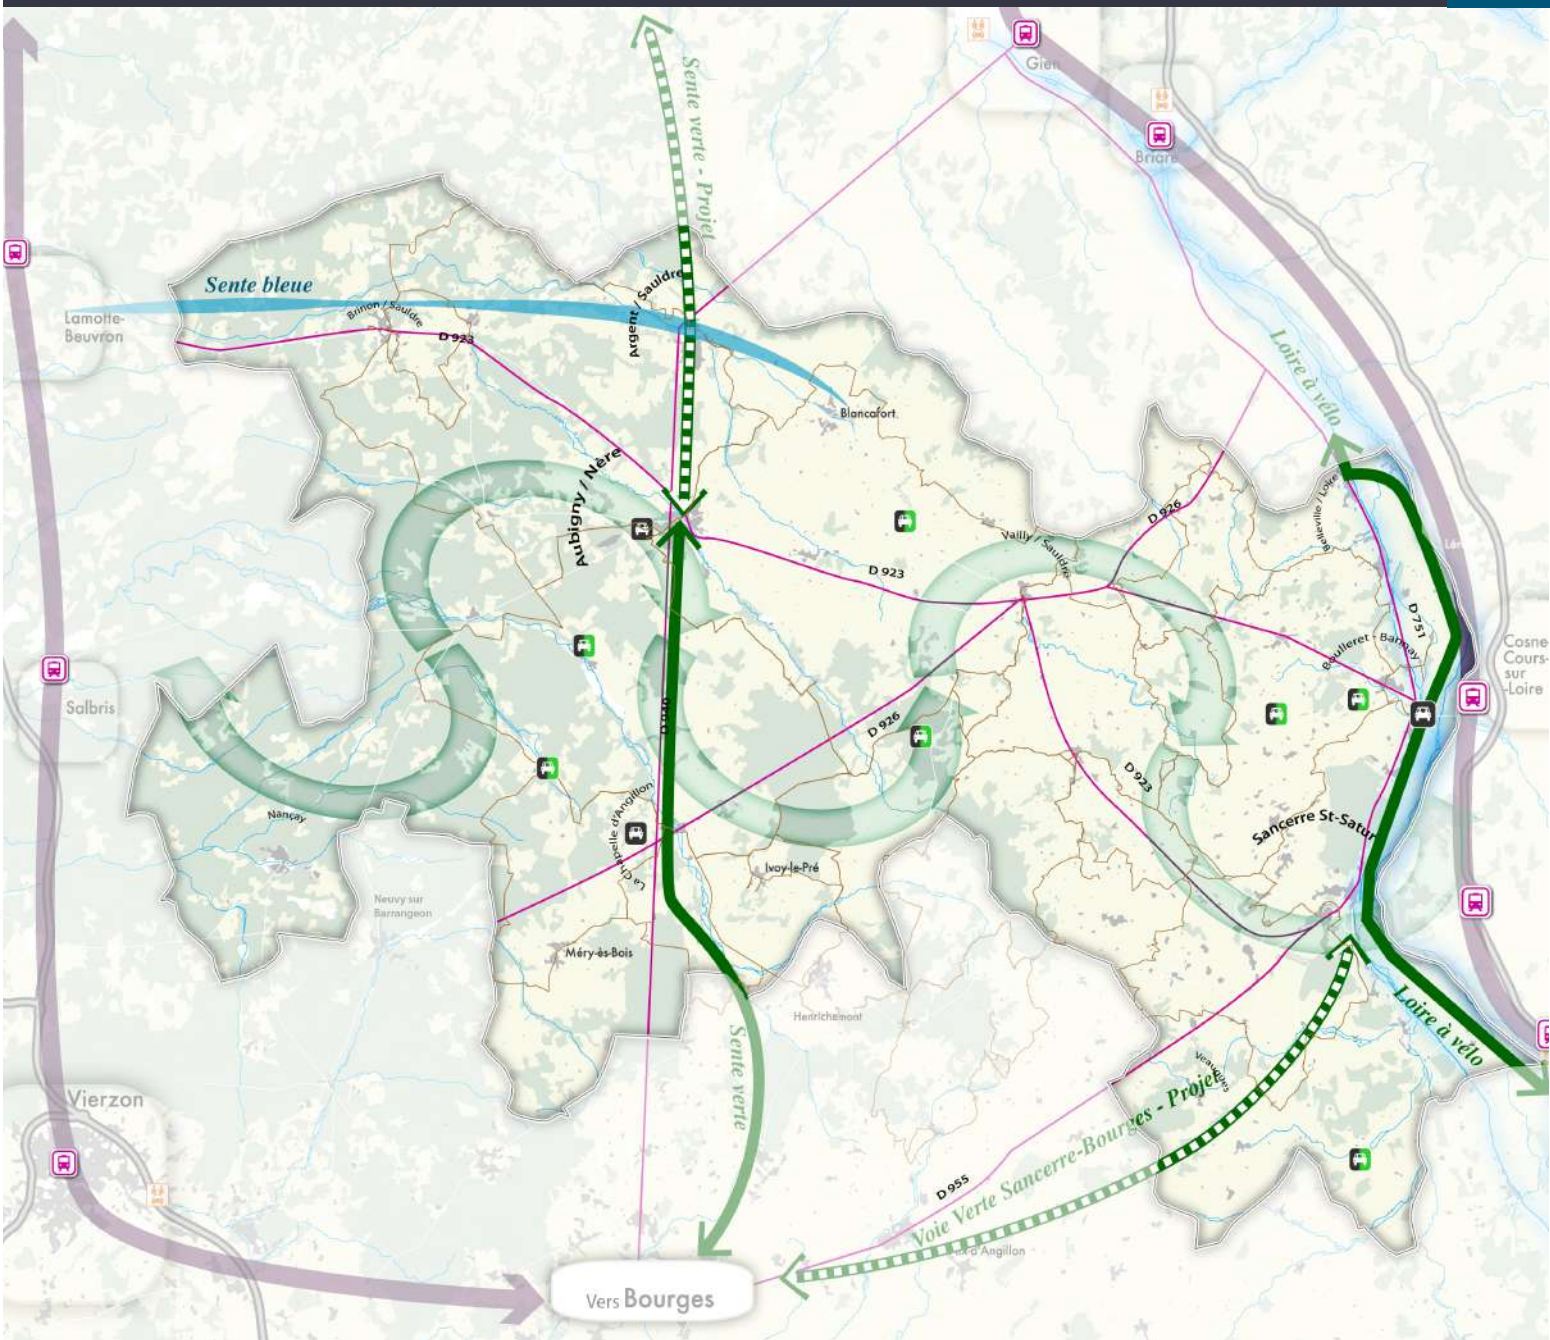 Gien
Sente verte - Projet
Briare
Sente bleue
Lamotte-
Beuvron
Brinon / Sauldre
D 923
Argent / Sauldre
Loire à vélo
Blancafort
Aubigny / Nère
Belleville / Loire
D 926
Vailly / Sauldre
D 923
D 751
Boulleret - Bannay
Cosne-
Cours-
sur
-Loire
Salbris
D 926
D 923
Nançay
La Chapelle d'Angillon
Sancerre St-Satur
Ivoy-le-Pré
Neuvy sur
Barrangeon
Méry-ès-Bois
Henrichemont
Loire à vélo
Sente verte
Veaugues
Vierzon
Voie Verte Sancerre-Bourges - Projet
D 955
d'Angillon
Vers Bourges